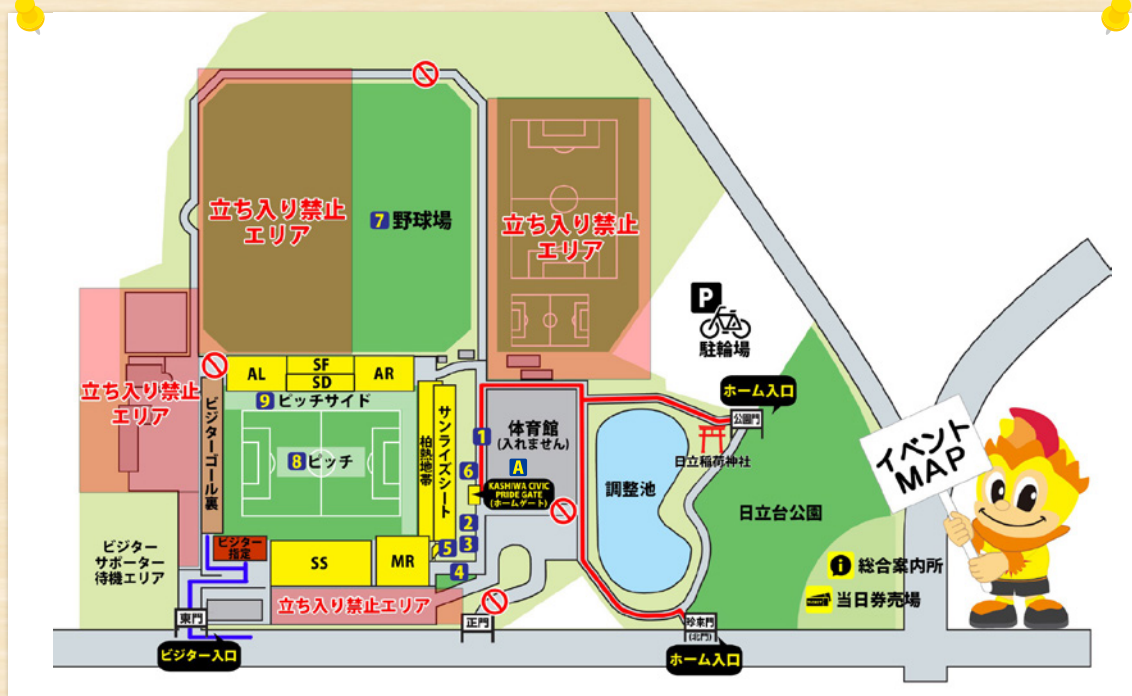 立ち入り禁止
エリア
7 野球場
立ち入り禁止
エリア
P
駐輪場
立ち入り禁止
エリア
AL
SF
SD
AR
9 ピッチサイド
ビジターゴール裏
8 ピッチ
柏熱地帯
サンライズシート
1
6
2
3
5
4
体育館
(入れません)
A
KASHIWA CIVIC
PRIDE GATE
(ホームゲート)
調整池
ホーム入口
公園門
日立稲荷神社
日立台公園
イベント
MAP
i 総合案内所
当日券売場
ビジター
サポーター
待機エリア
ビジター
指定
SS
MR
立ち入り禁止エリア
東門
ビジター入口
正門
珍来門
(北門)
ホーム入口